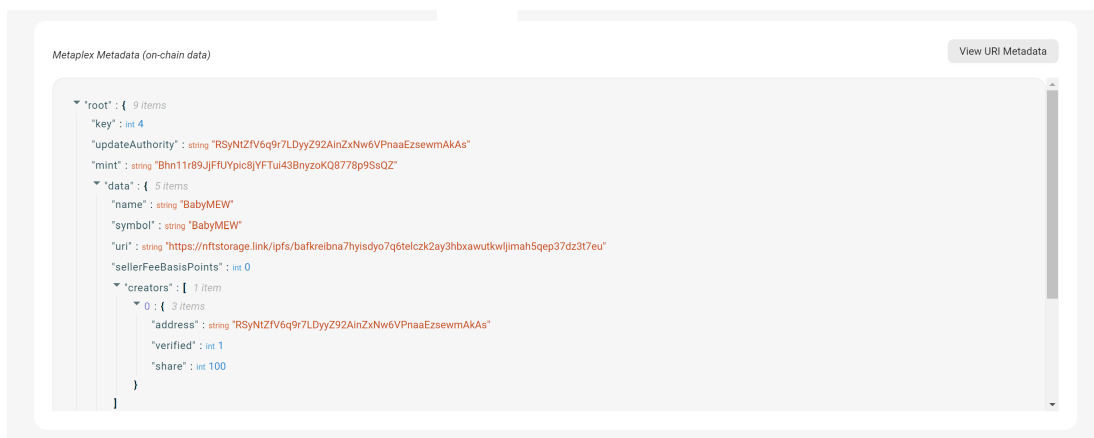 Metaplex Metadata (on-chain data)
View URI Metadata
"root" : { 9 items
"key" : int 4
"updateAuthority" : string "RSyNtZfV6q9r7LDyyZ92AinZxNw6VPnaaEzsewmAkAs"
"mint" : string "Bhn11r89JjFfUYpic8jYFTui43BnyzoKQ8778p9SsQZ"
"data" : { 5 items
"name" : string "BabyMEW"
"symbol" : string "BabyMEW"
"uri" : string "https://nftstorage.link/ipfs/bafkreibna7hyisdyo7q6telczk2ay3hbxawutkwljimah5qep37dz3t7eu"
"sellerFeeBasisPoints" : int 0
"creators" : [ 1 item
0 : { 3 items
"address" : string "RSyNtZfV6q9r7LDyyZ92AinZxNw6VPnaaEzsewmAkAs"
"verified" : int 1
"share" : int 100
}
]